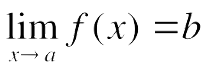 lim f(x) = b
x→a